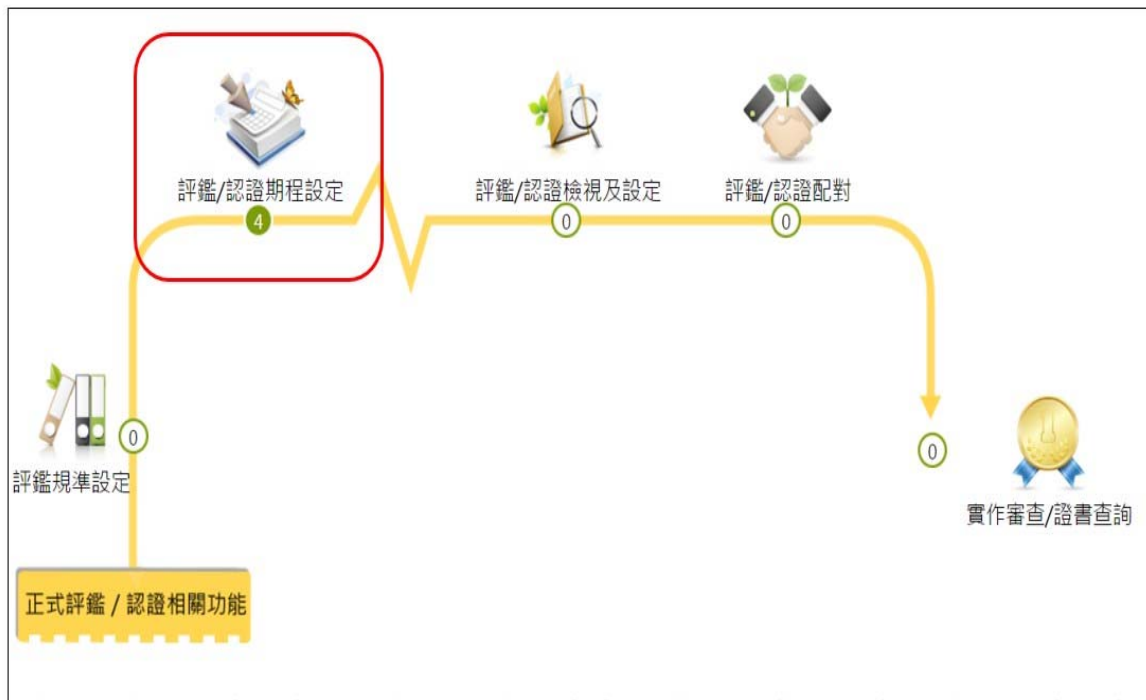 評鑑/認證期程設定
4
評鑑/認證檢視及設定
0
評鑑/認證配對
0
0
評鑑規準設定
0
實作審查/證書查詢
正式評鑑 / 認證相關功能